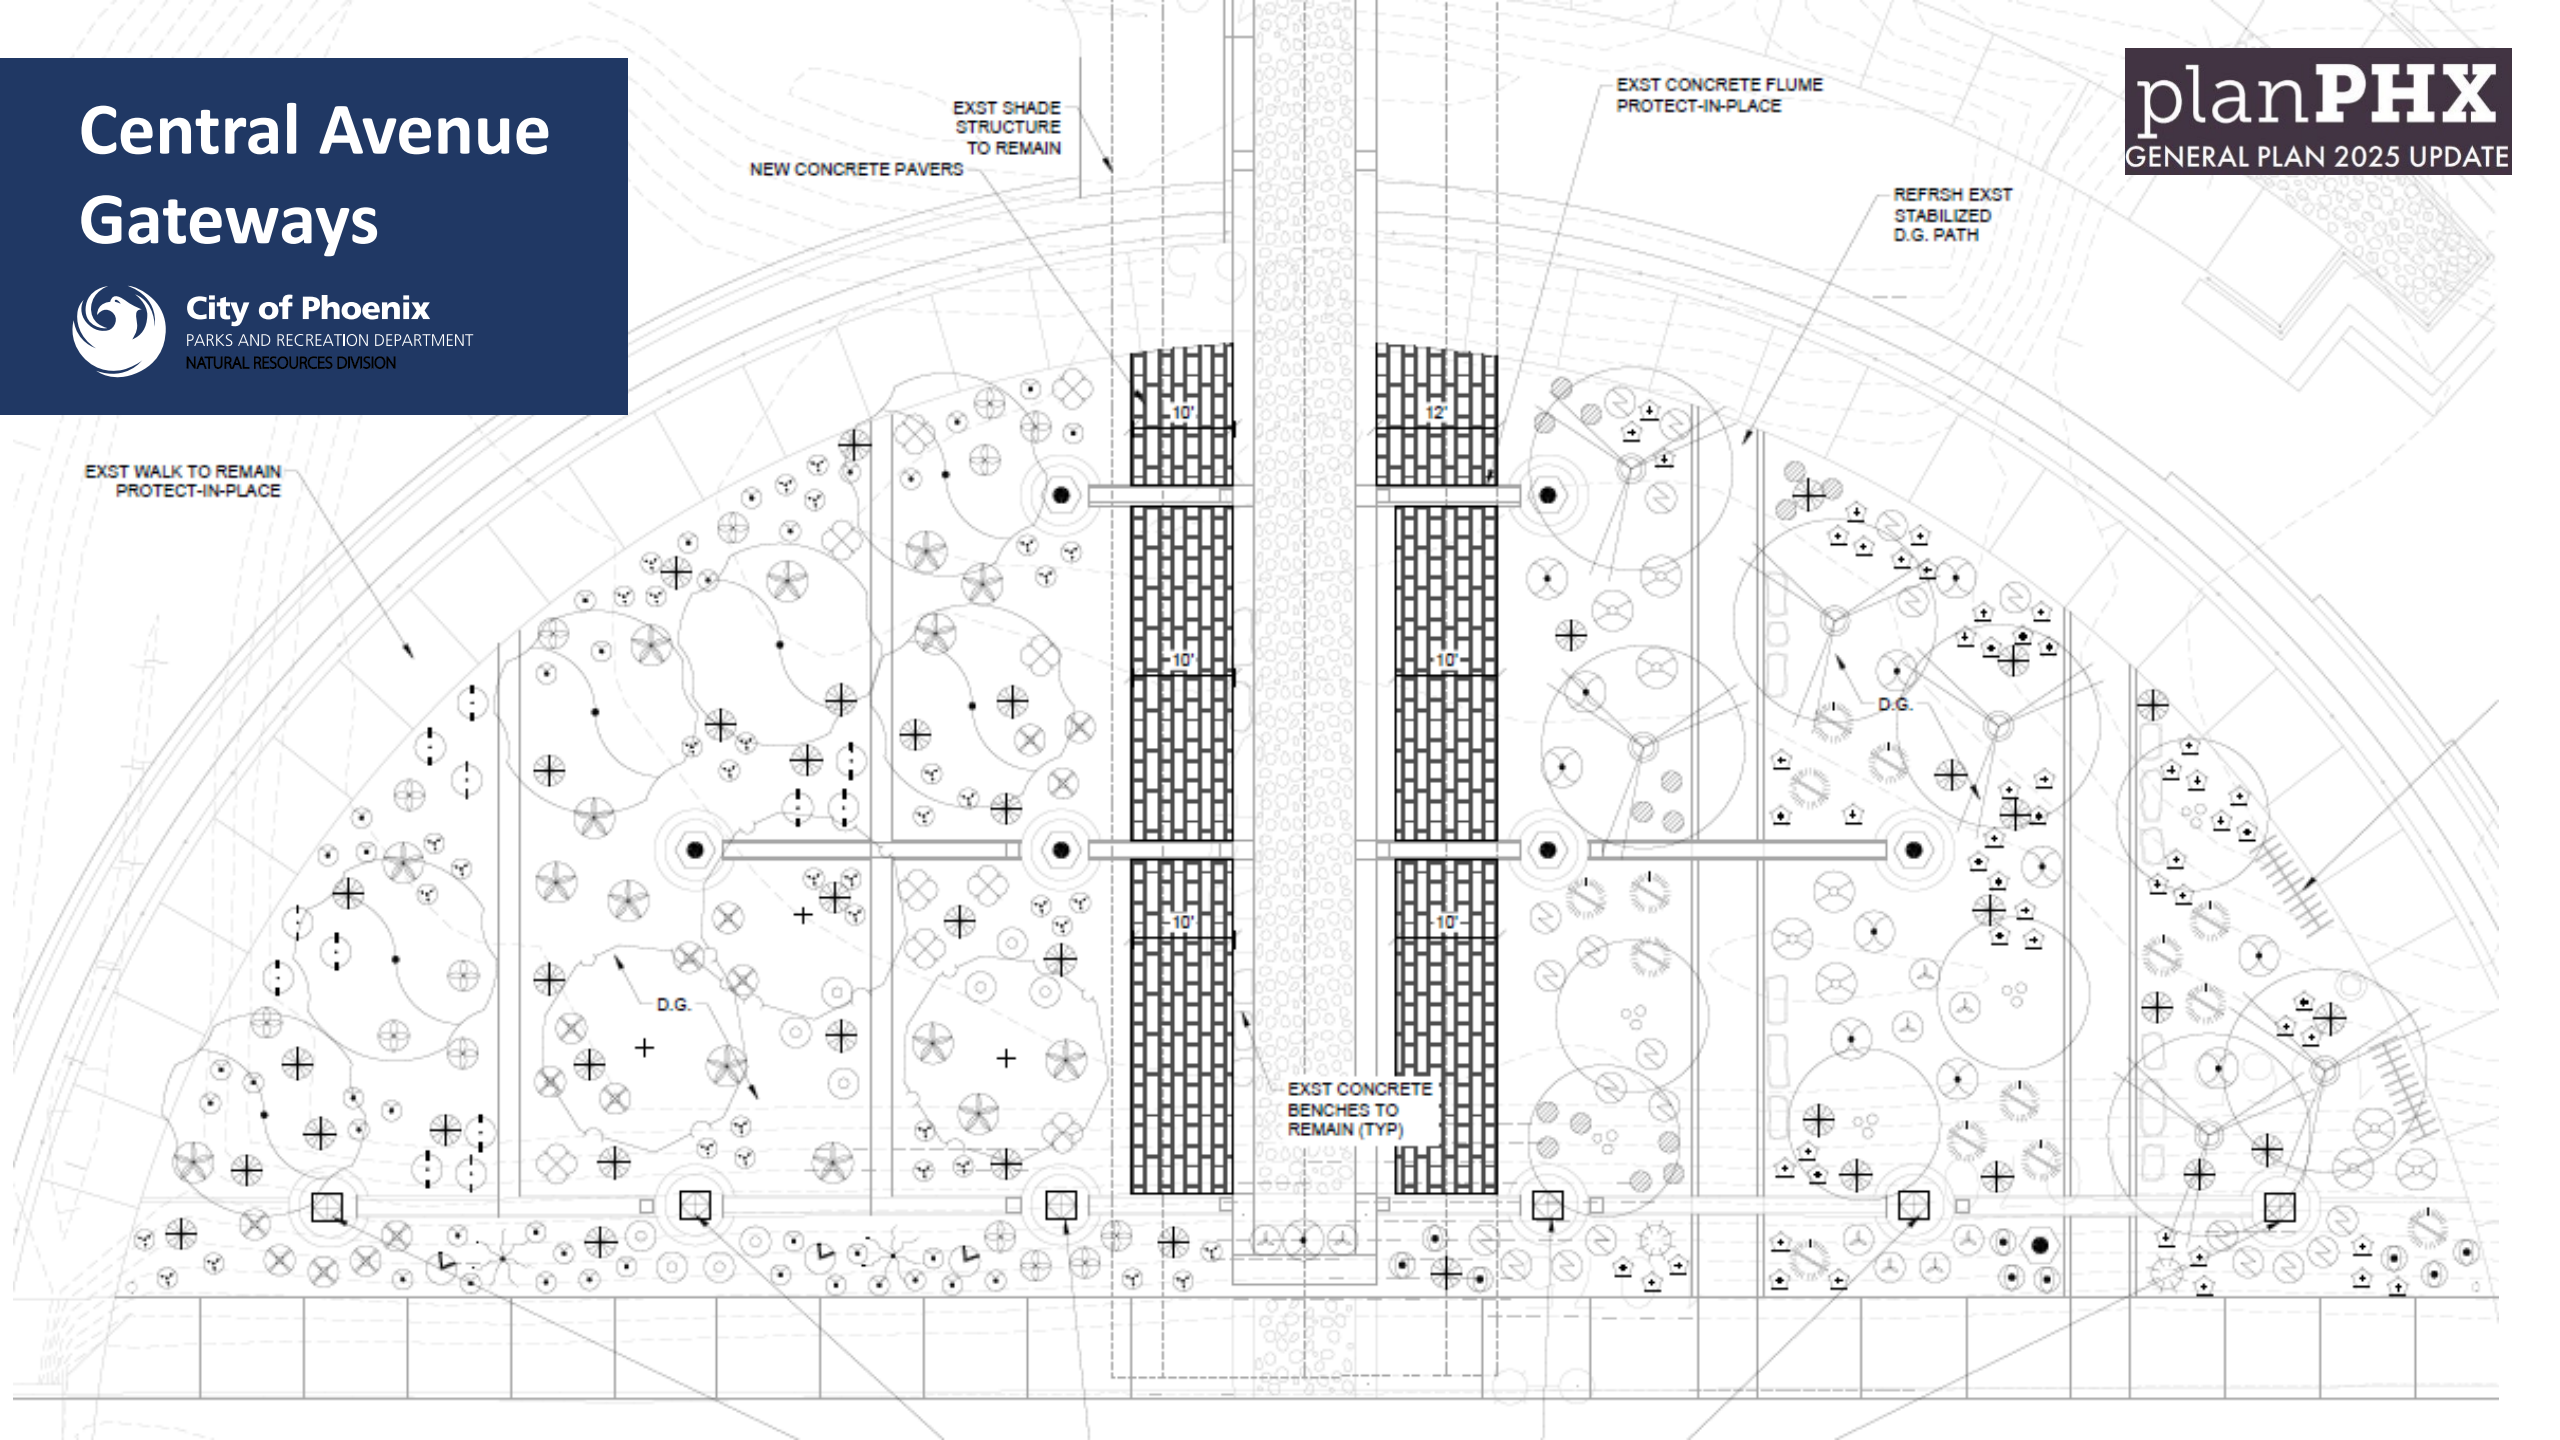 Central Avenue
Gateways
City of Phoenix
PARKS AND RECREATION DEPARTMENT
NATURAL RESOURCES DIVISION
planPHX
GENERAL PLAN 2025 UPDATE
EXST SHADE
STRUCTURE
TO REMAIN
NEW CONCRETE PAVERS
EXST CONCRETE FLUME
PROTECT-IN-PLACE
REFRSH EXST
STABILIZED
D.G. PATH
EXST WALK TO REMAIN
PROTECT-IN-PLACE
10'
12'
10'
10'
D.G.
10'
10'
D.G.
EXST CONCRETE
BENCHES TO
REMAIN (TYP)